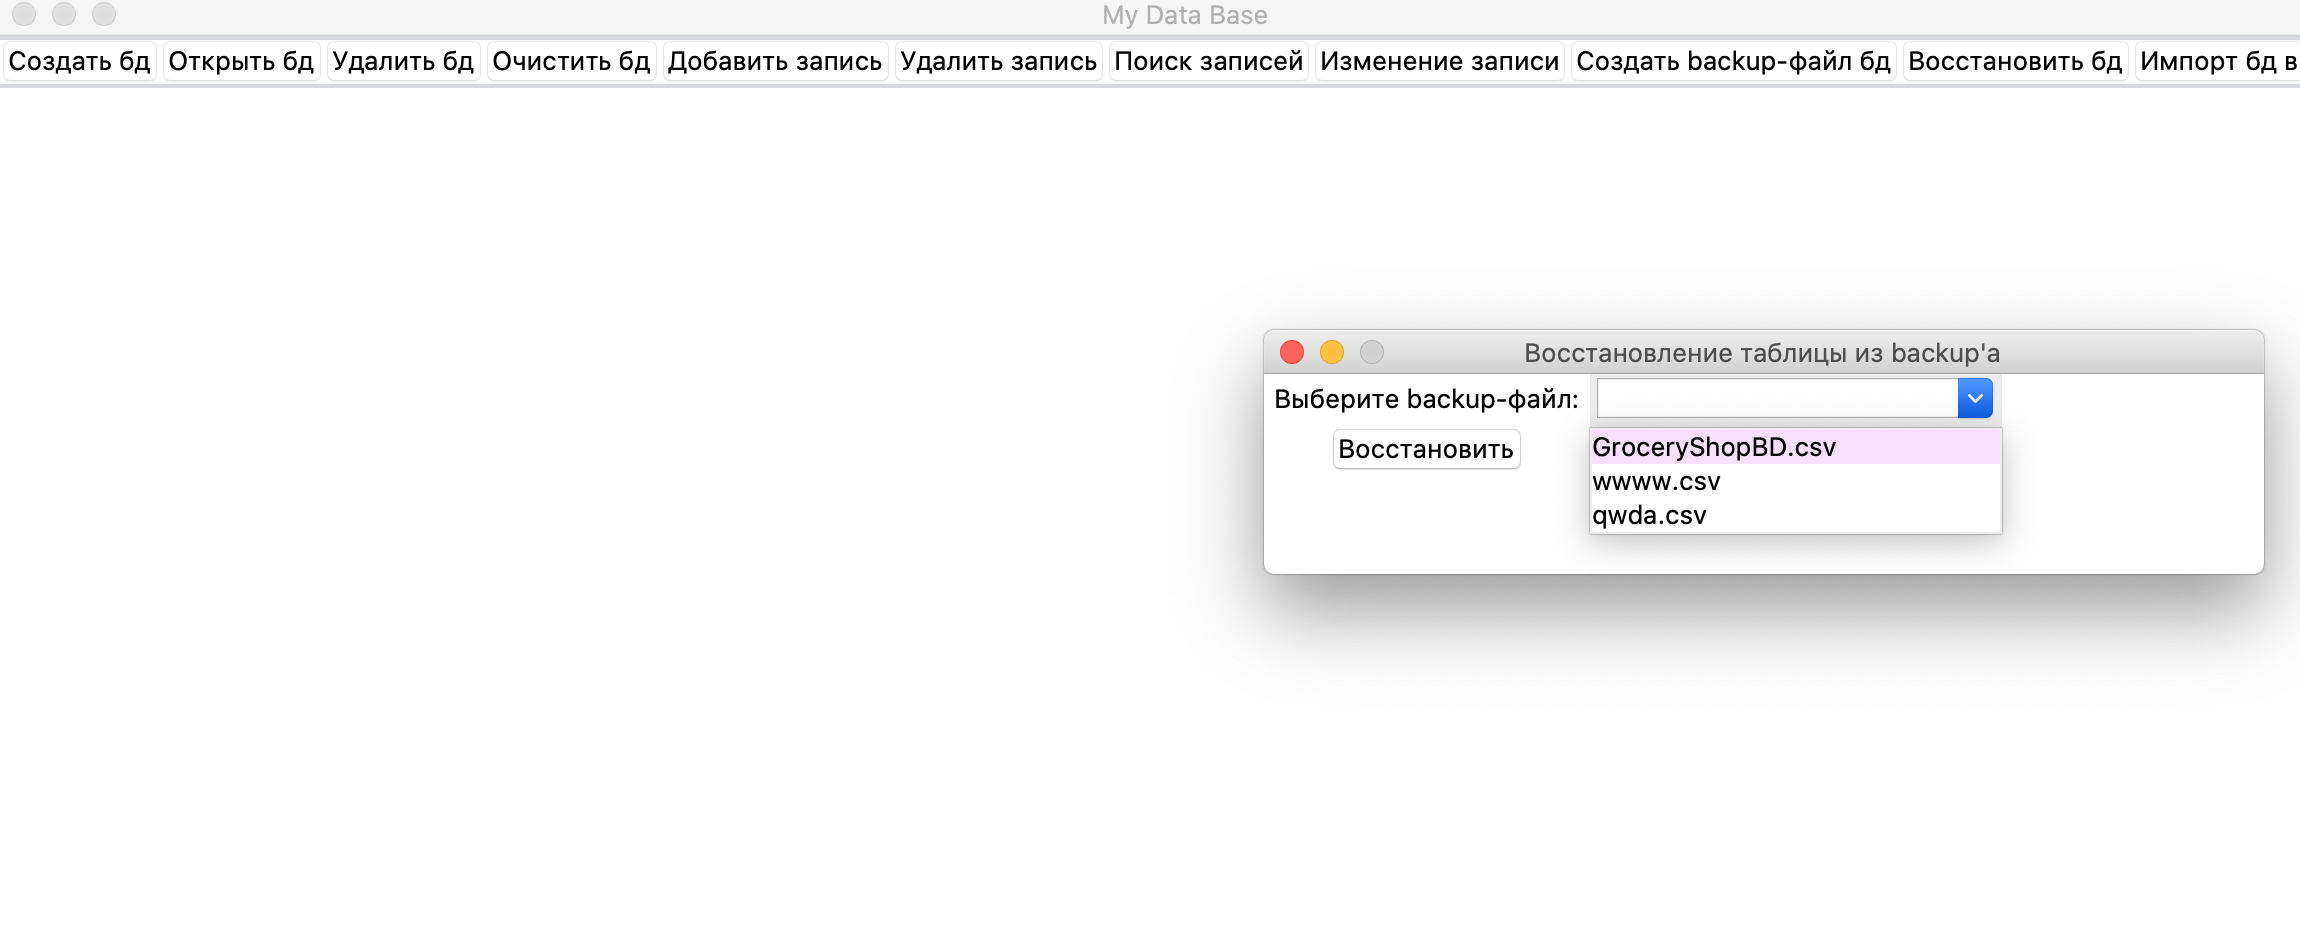 My Data Base
Создать бд Открыть бд Удалить бд Очистить бд Добавить запись Удалить запись Поиск записей Изменение записи Создать backup-файл бд Восстановить бд Импорт бд в
Восстановление таблицы из backup'a
Выберите backup-файл:
Восстановить
GroceryShopBD.csv
wwww.csv
qwda.csv